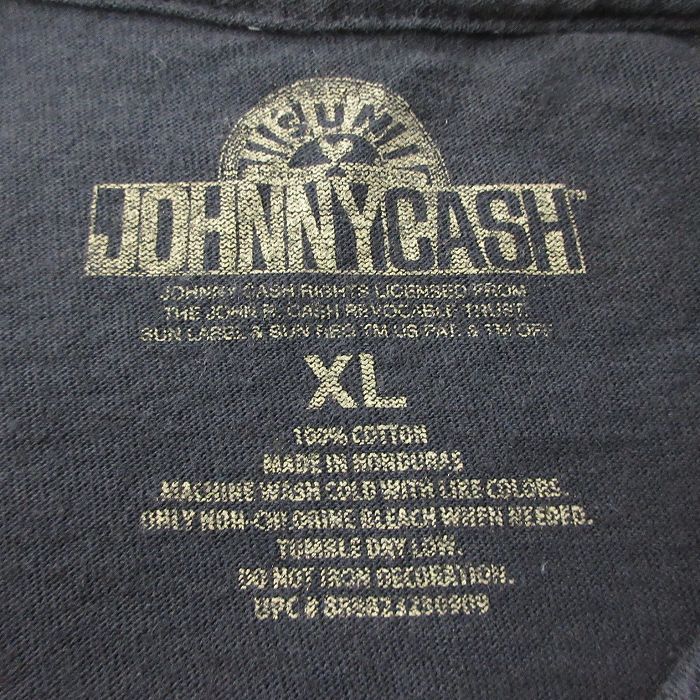 SUN
JOHNNY CASH™
JOHNNY CASH RIGHTS LICENSED FROM
THE JOHN R. CASH REVOCABLE TRUST.
SUN LABEL & SUN REG TM US PAT. & TM OFF
XL
100% COTTON
MADE IN HONDURAS
MACHINE WASH COLD WITH LIKE COLORS.
ONLY NON-CHLORINE BLEACH WHEN NEEDED.
TUMBLE DRY LOW.
DO NOT IRON DECORATION.
UPC #